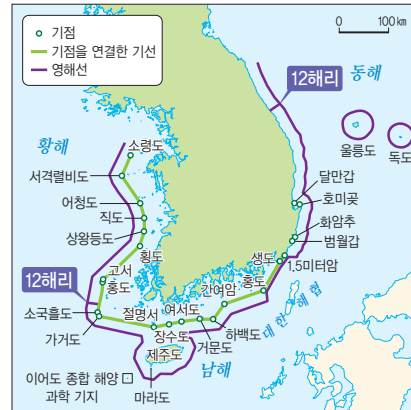 기점
기점을 연결한 기선
영해선
0 100 km
12해리
동해
울릉도
독도
황해
소령도
서격렬비도
어청도
직도
상왕등도
횡도
달만갑
호미곶
화암추
범월갑
생도
1.5미터암
12해리
고서
홍도
소국흘도
가거도
절명서
여서도
장수도
간여암
홍도
하백도
거문도
대한 해협
제주도
남해
마라도
이어도 종합 해양
과학 기지